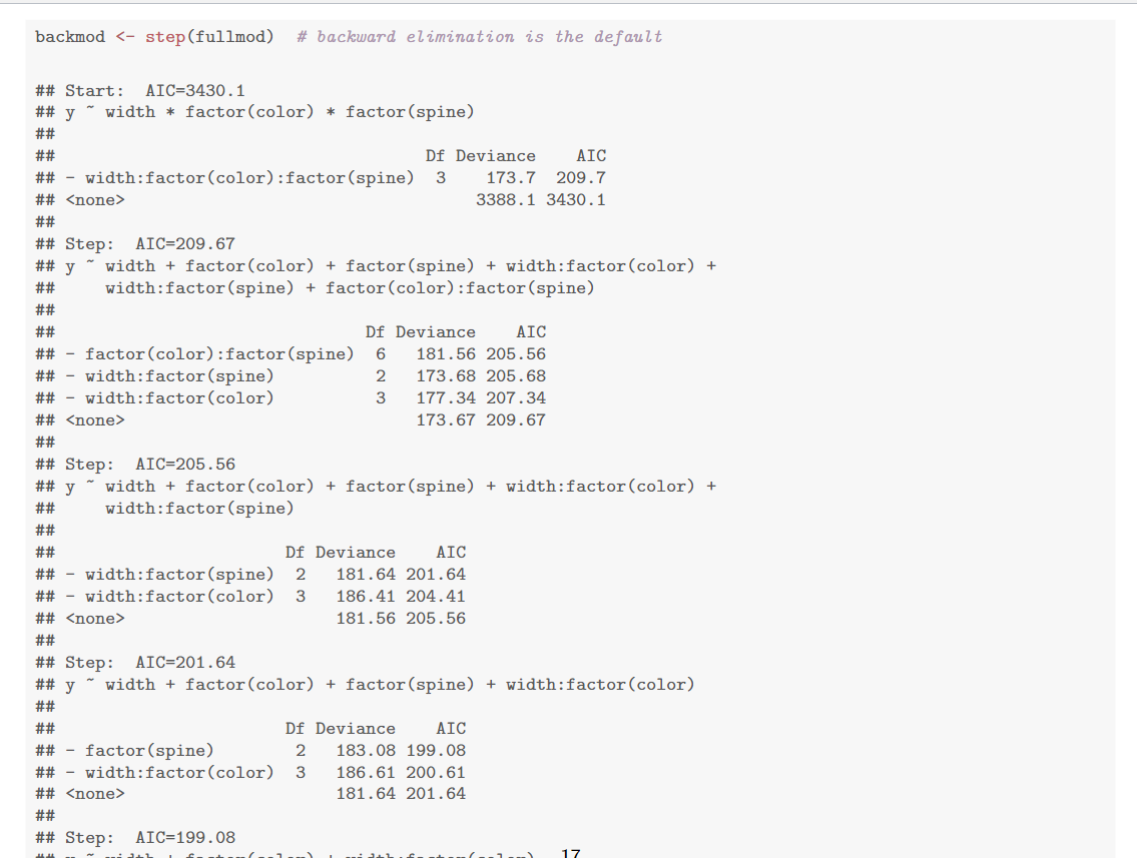 backmod <- step(fullmod)  # backward elimination is the default
## Start:  AIC=3430.1
## y ~ width * factor(color) * factor(spine)
##
##                                     Df Deviance    AIC
## - width:factor(color):factor(spine)  3    173.7  209.7
## <none>                                   3388.1 3430.1
##
## Step:  AIC=209.67
## y ~ width + factor(color) + factor(spine) + width:factor(color) +
##     width:factor(spine) + factor(color):factor(spine)
##
##                               Df Deviance    AIC
## - factor(color):factor(spine)  6   181.56 205.56
## - width:factor(spine)          2   173.68 205.68
## - width:factor(color)          3   177.34 207.34
## <none>                             173.67 209.67
##
## Step:  AIC=205.56
## y ~ width + factor(color) + factor(spine) + width:factor(color) +
##     width:factor(spine)
##
##                       Df Deviance    AIC
## - width:factor(spine)  2   181.64 201.64
## - width:factor(color)  3   186.41 204.41
## <none>                     181.56 205.56
##
## Step:  AIC=201.64
## y ~ width + factor(color) + factor(spine) + width:factor(color)
##
##                       Df Deviance    AIC
## - factor(spine)        2   183.08 199.08
## - width:factor(color)  3   186.61 200.61
## <none>                     181.64 201.64
##
## Step:  AIC=199.08
## y ~ width + factor(color) + width:factor(color)
17